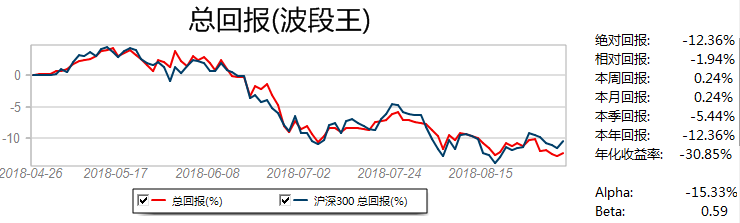 总回报(波段王)
0
-5
-10
2018-04-26 2018-05-17 2018-06-08 2018-07-02 2018-07-24 2018-08-15
总回报(%) 沪深300 总回报(%)
绝对回报: -12.36%
相对回报: -1.94%
本周回报: 0.24%
本月回报: 0.24%
本季回报: -5.44%
本年回报: -12.36%
年化收益率: -30.85%
Alpha: -15.33%
Beta: 0.59